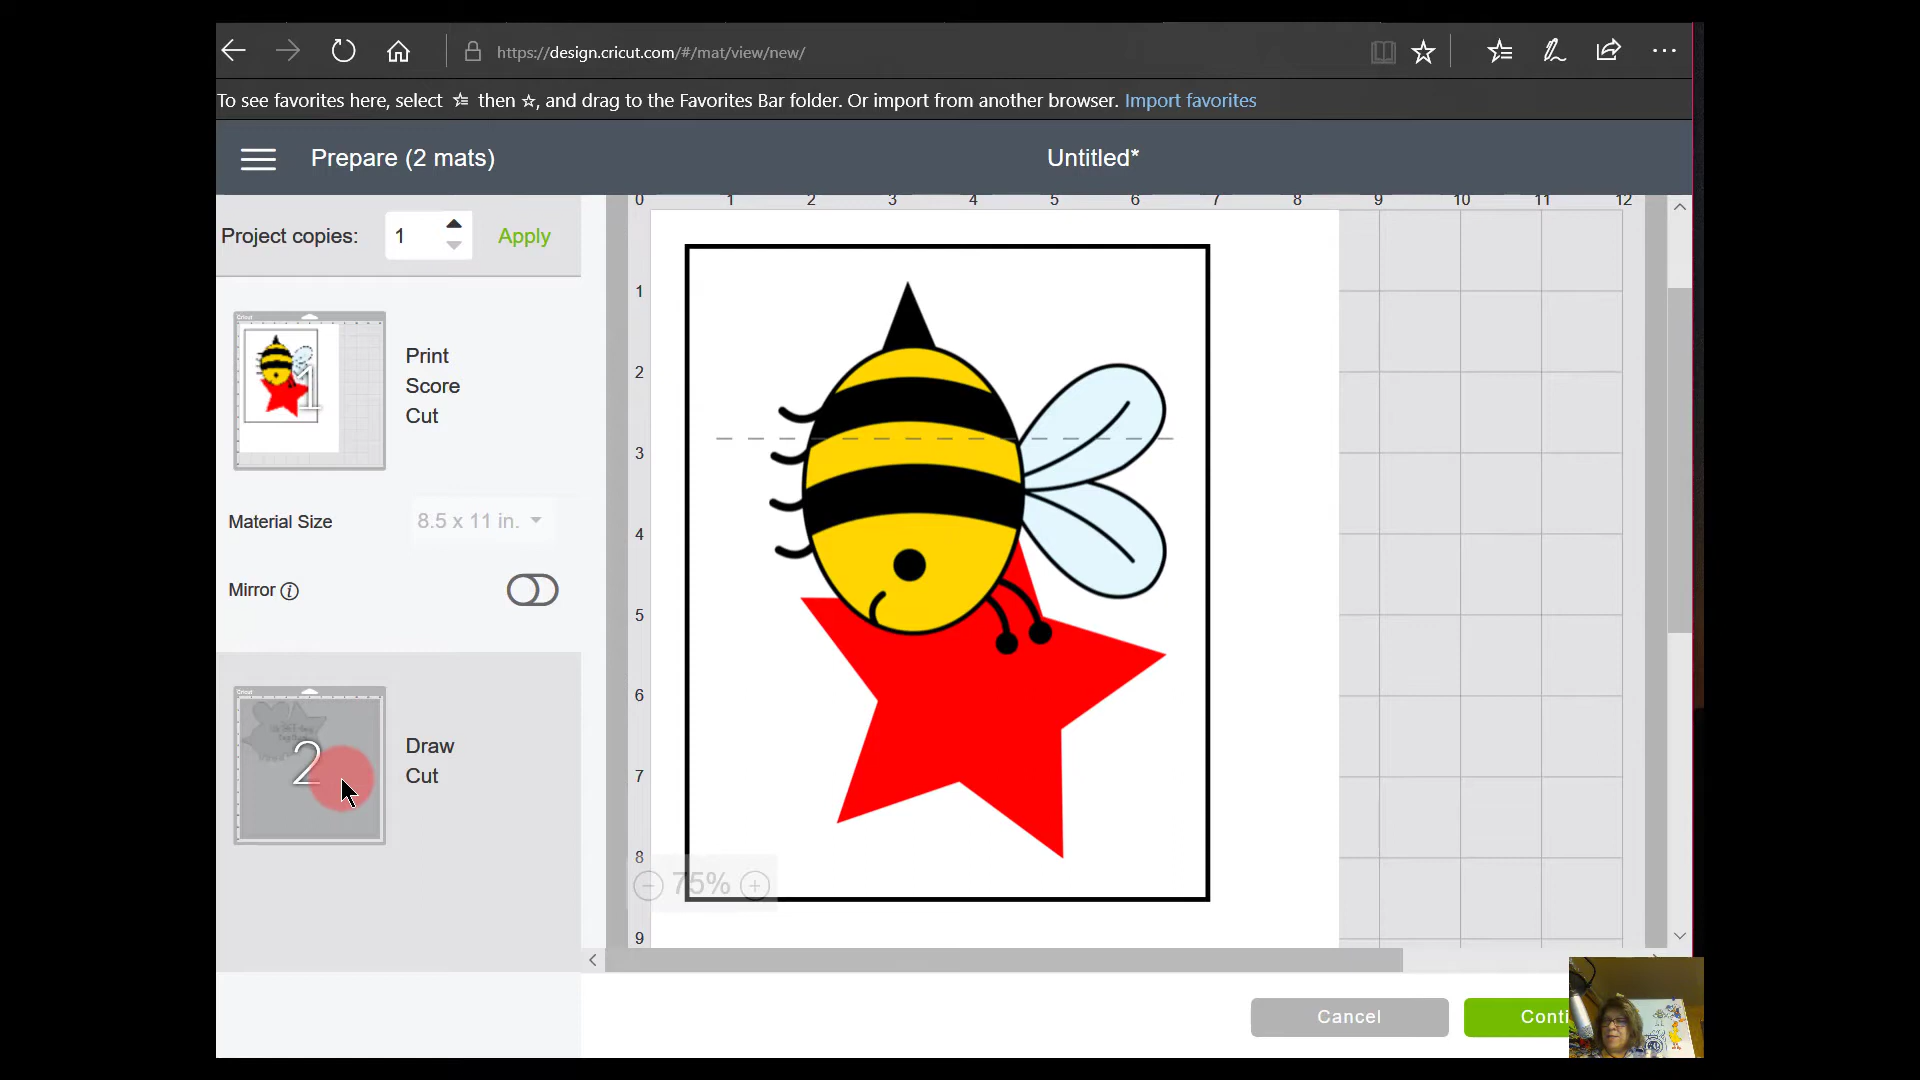 https://design.cricut.com/#/mat/view/new/
To see favorites here, select then , and drag to the Favorites Bar folder. Or import from another browser. Import favorites
Prepare (2 mats)
Untitled*
Project copies: 1 Apply
0 1 2 3 4 5 6 7 8 9 10 11 12
1
2
3
4
5
6
7
8
9
Cricut
1
Print
Score
Cut
Material Size 8.5 x 11 in.
Mirror
Cricut
2
Draw
Cut
75%
Cancel
Conti